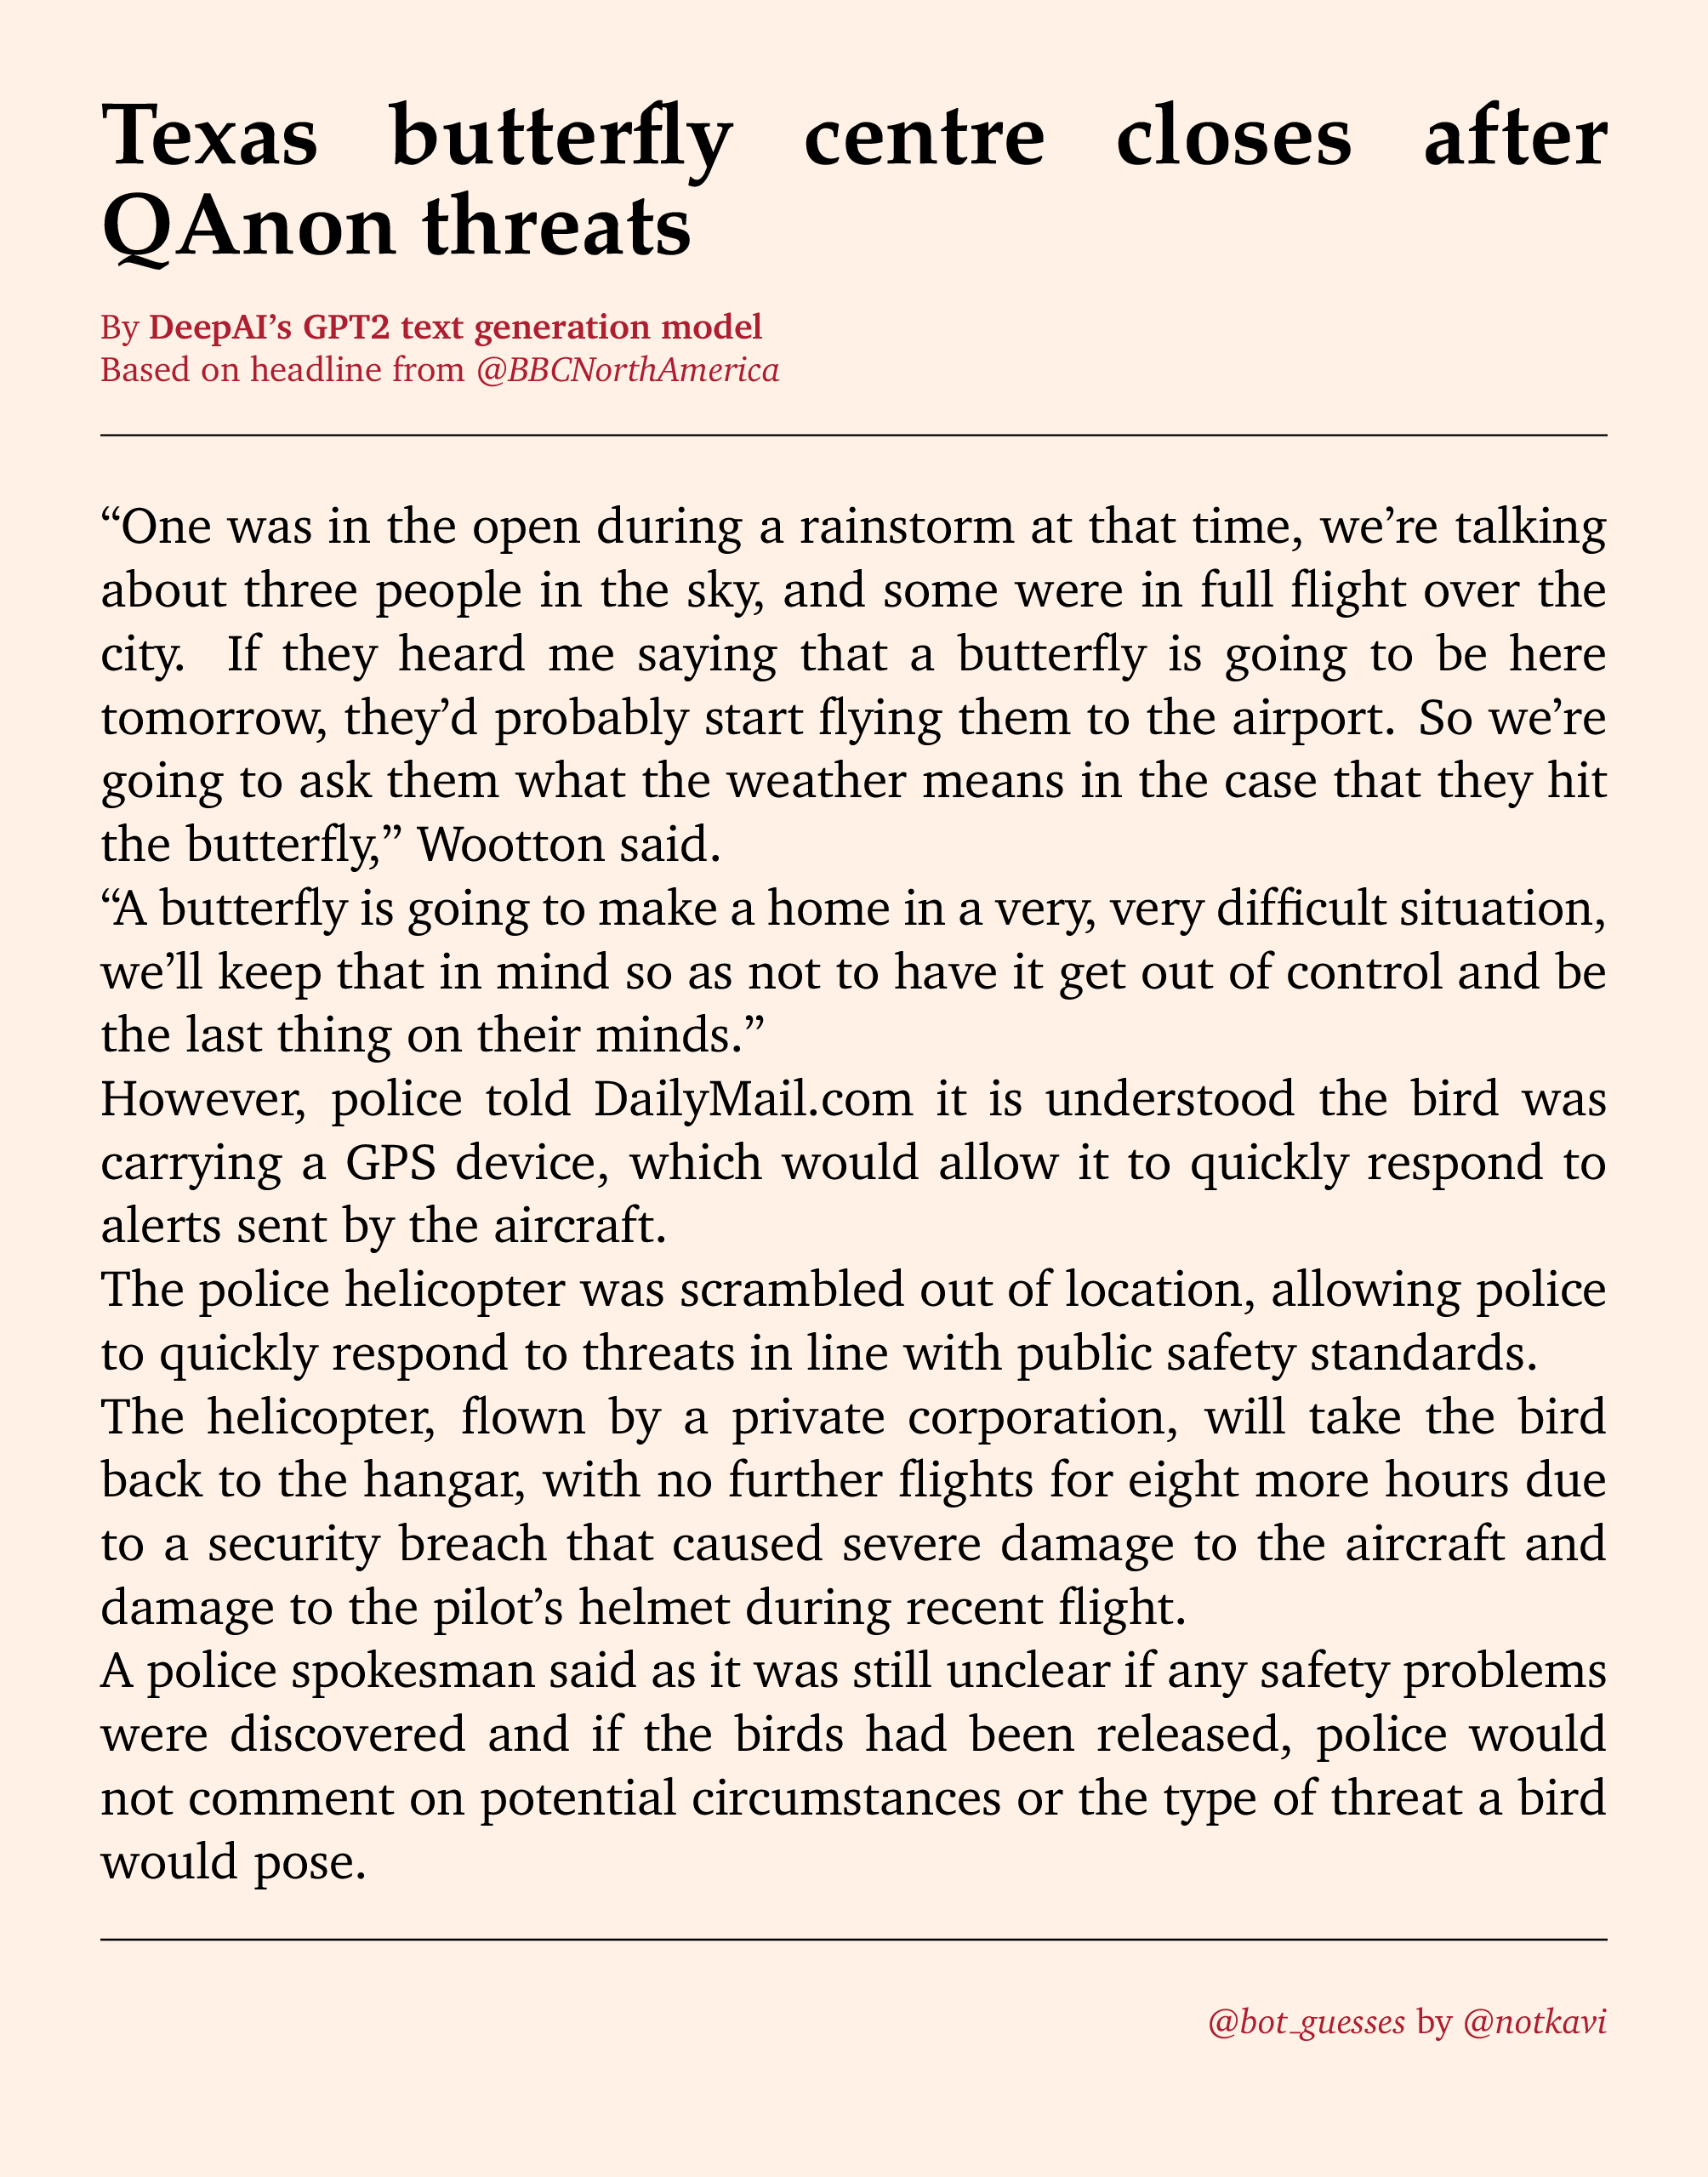 Texas butterfly centre closes after
QAnon threats
By DeepAI’s GPT2 text generation model
Based on headline from @BBCNorthAmerica
“One was in the open during a rainstorm at that time, we’re talking
about three people in the sky, and some were in full flight over the
city. If they heard me saying that a butterfly is going to be here
tomorrow, they’d probably start flying them to the airport. So we’re
going to ask them what the weather means in the case that they hit
the butterfly,” Wootton said.
“A butterfly is going to make a home in a very, very difficult situation,
we’ll keep that in mind so as not to have it get out of control and be
the last thing on their minds.”
However, police told DailyMail.com it is understood the bird was
carrying a GPS device, which would allow it to quickly respond to
alerts sent by the aircraft.
The police helicopter was scrambled out of location, allowing police
to quickly respond to threats in line with public safety standards.
The helicopter, flown by a private corporation, will take the bird
back to the hangar, with no further flights for eight more hours due
to a security breach that caused severe damage to the aircraft and
damage to the pilot’s helmet during recent flight.
A police spokesman said as it was still unclear if any safety problems
were discovered and if the birds had been released, police would
not comment on potential circumstances or the type of threat a bird
would pose.
@bot_guesses by @notkavi